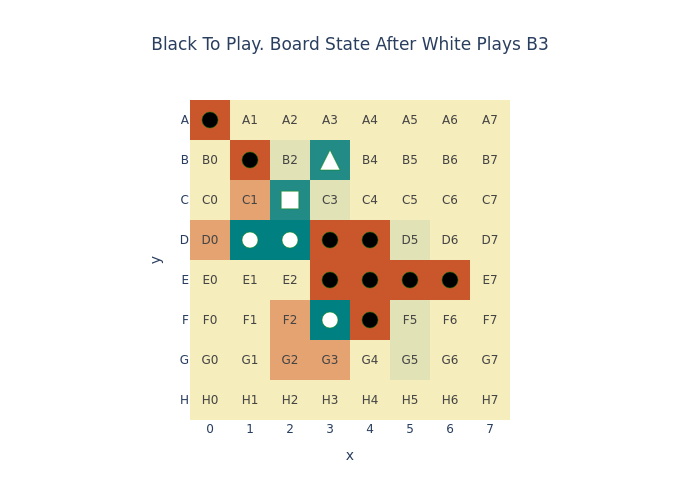 Black To Play. Board State After White Plays B3
A A1 A2 A3 A4 A5 A6 A7
B B0 B2 B4 B5 B6 B7
C C0 C1 C3 C4 C5 C6 C7
D D0 D5 D6 D7
E E0 E1 E2 E7
F F0 F1 F2 F5 F6 F7
G G0 G1 G2 G3 G4 G5 G6 G7
H H0 H1 H2 H3 H4 H5 H6 H7
0 1 2 3 4 5 6 7
x
y